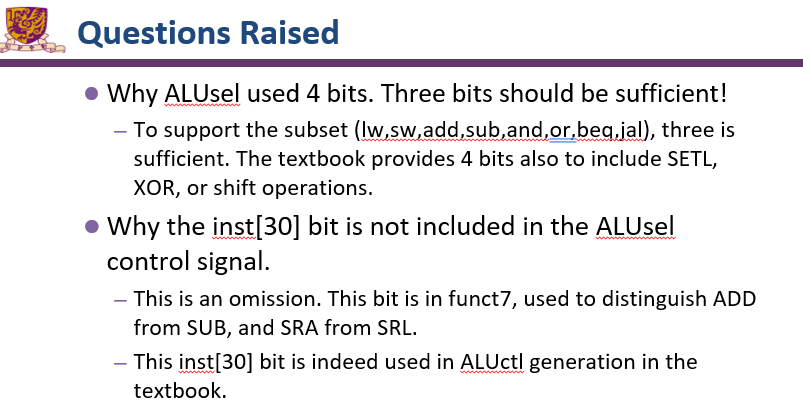 Questions Raised
● Why ALUsel used 4 bits. Three bits should be sufficient!
– To support the subset (lw,sw,add,sub,and,or,beq,jal), three is
sufficient. The textbook provides 4 bits also to include SETL,
XOR, or shift operations.
● Why the inst[30] bit is not included in the ALUsel
control signal.
– This is an omission. This bit is in funct7, used to distinguish ADD
from SUB, and SRA from SRL.
– This inst[30] bit is indeed used in ALUctl generation in the
textbook.